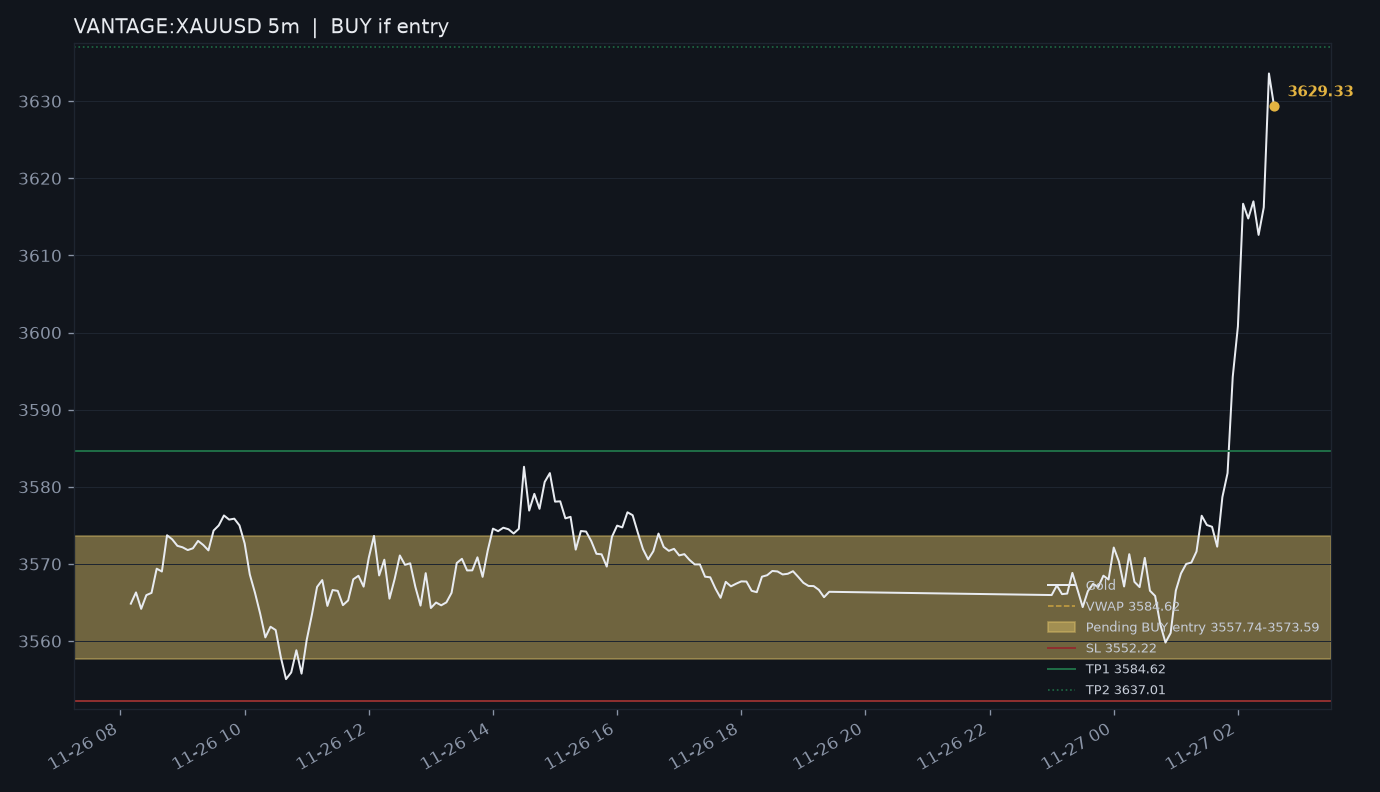 VANTAGE:XAUUSD 5m  |  BUY if entry
3630
3620
3610
3600
3590
3580
3570
3560
3629.33
Gold
VWAP 3584.62
Pending BUY entry 3557.74-3573.59
SL 3552.22
TP1 3584.62
TP2 3637.01
11-26 08
11-26 10
11-26 12
11-26 14
11-26 16
11-26 18
11-26 20
11-26 22
11-27 00
11-27 02